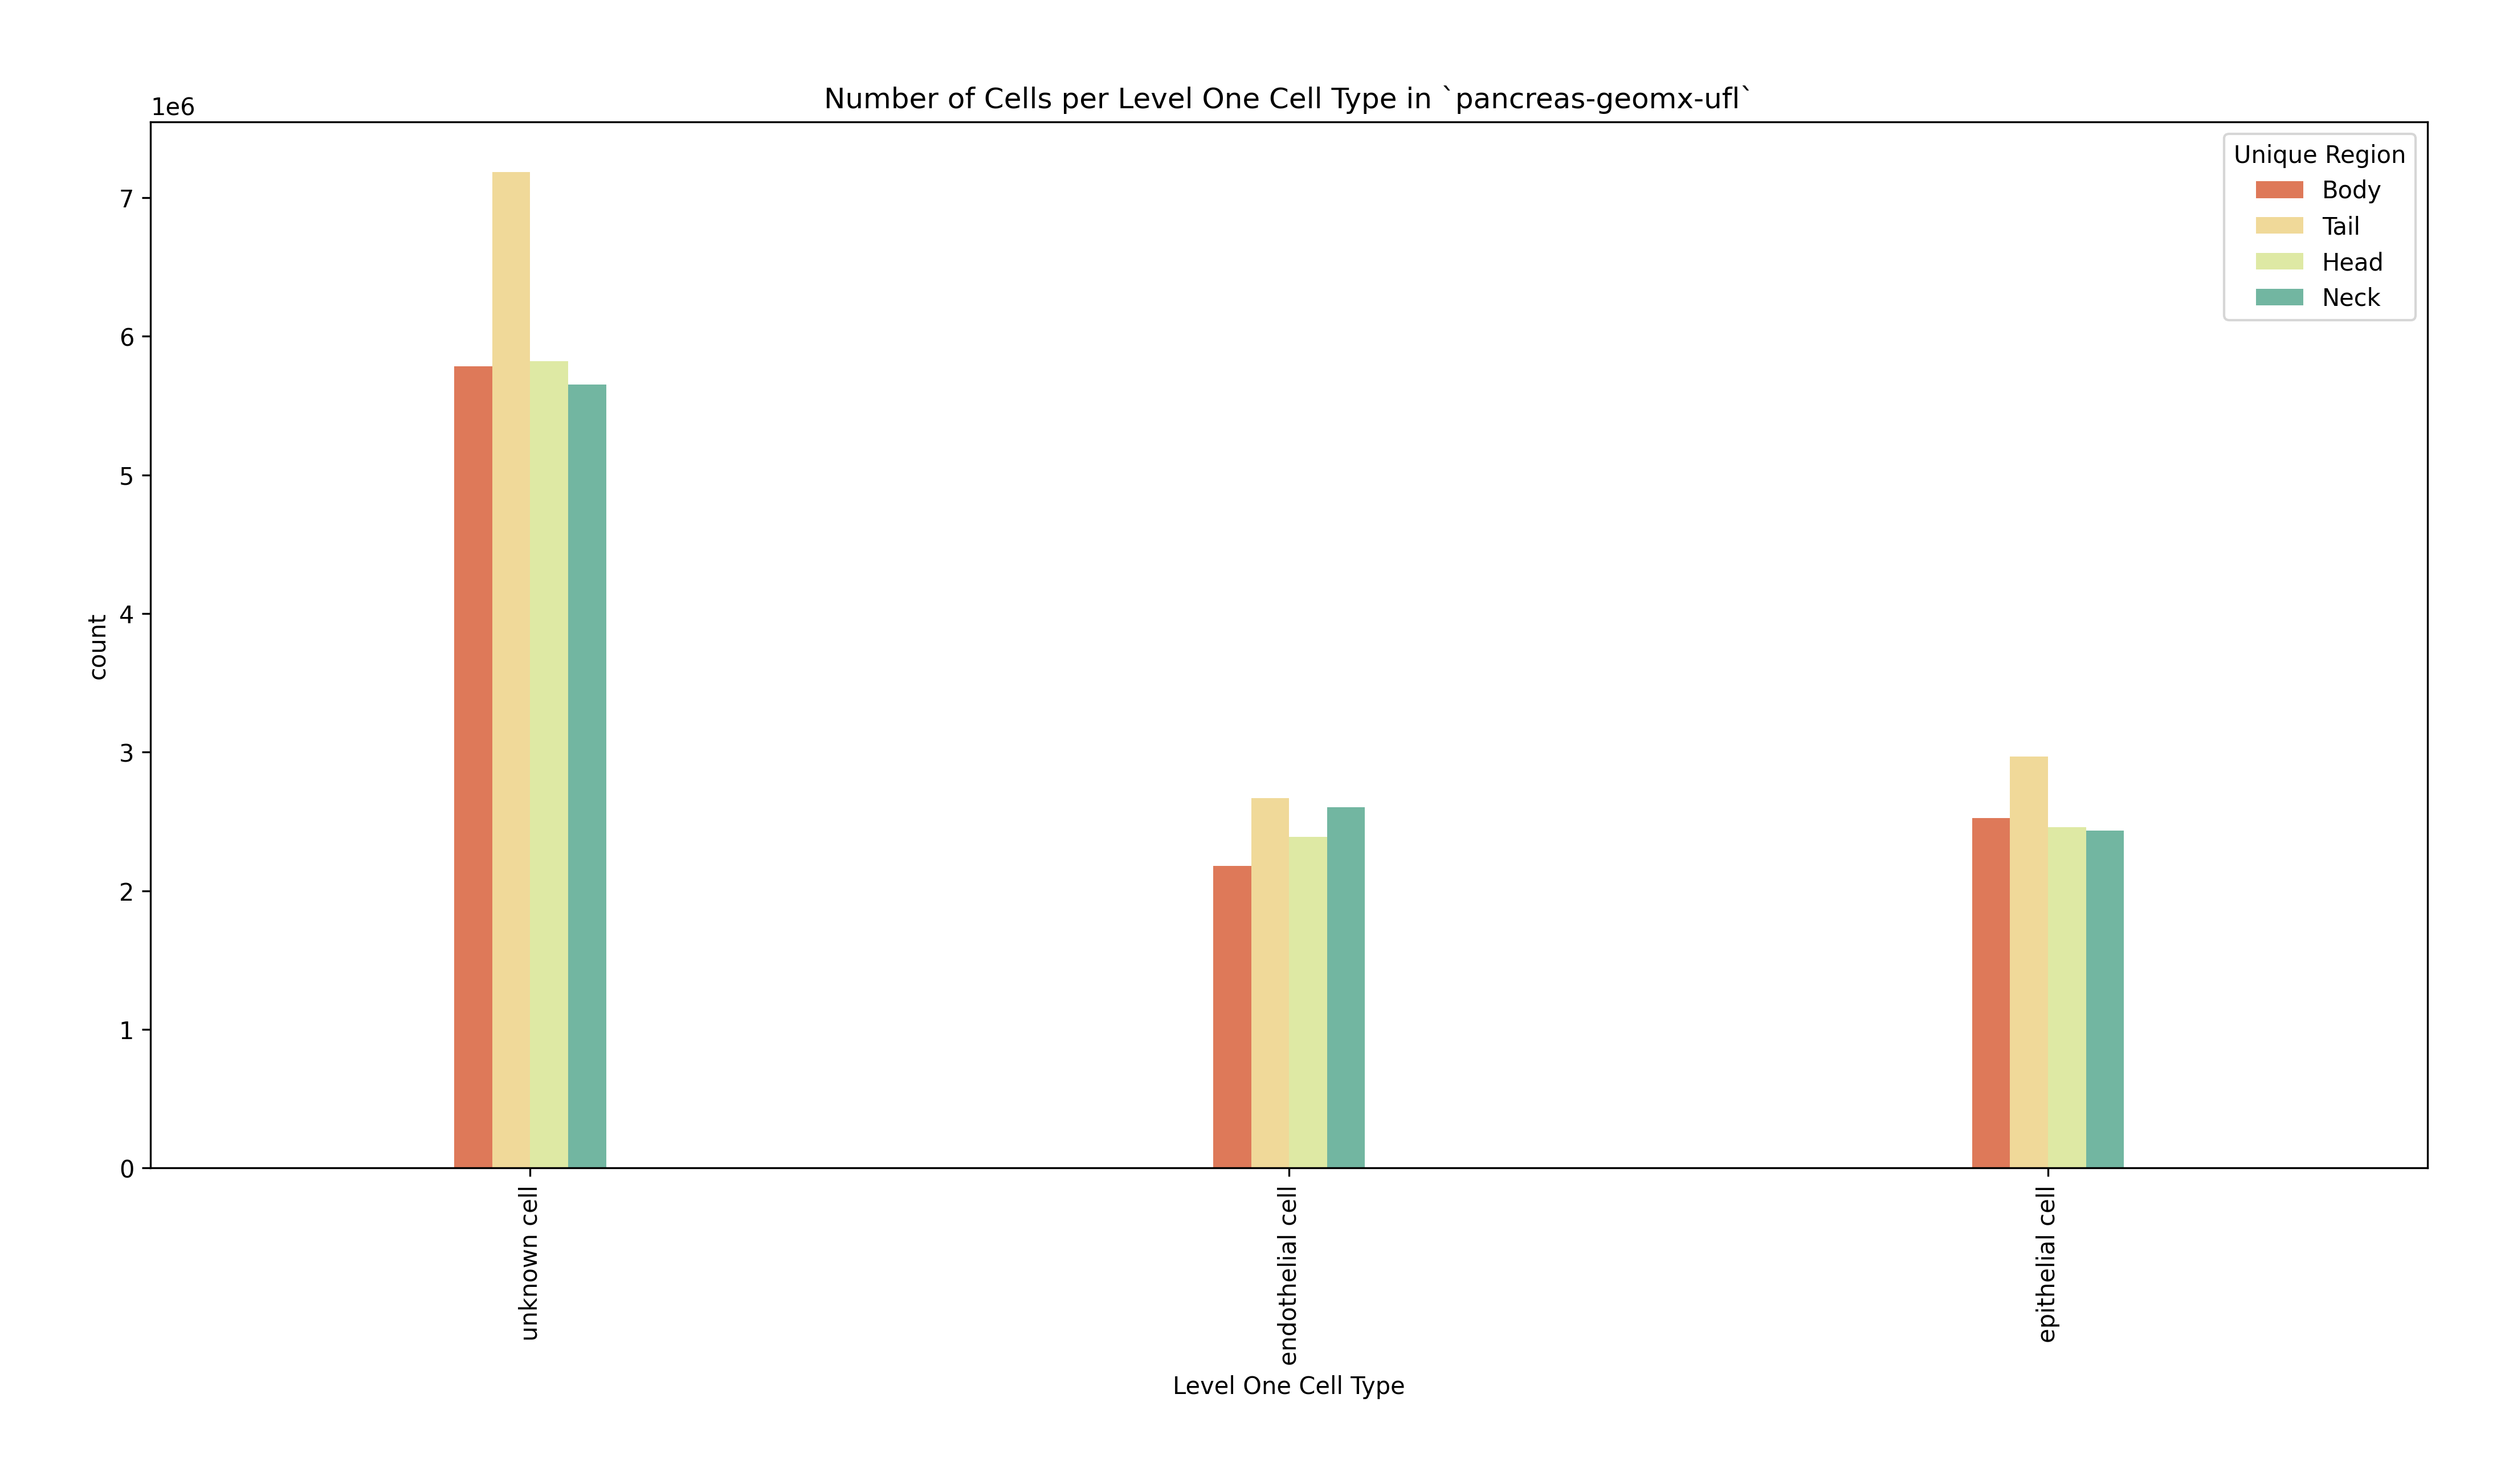 Number of Cells per Level One Cell Type in `pancreas-geomx-ufl`
1e6
Unique Region
Body
Tail
Head
Neck
7
6
5
4
3
2
1
0
count
unknown cell
endothelial cell
epithelial cell
Level One Cell Type